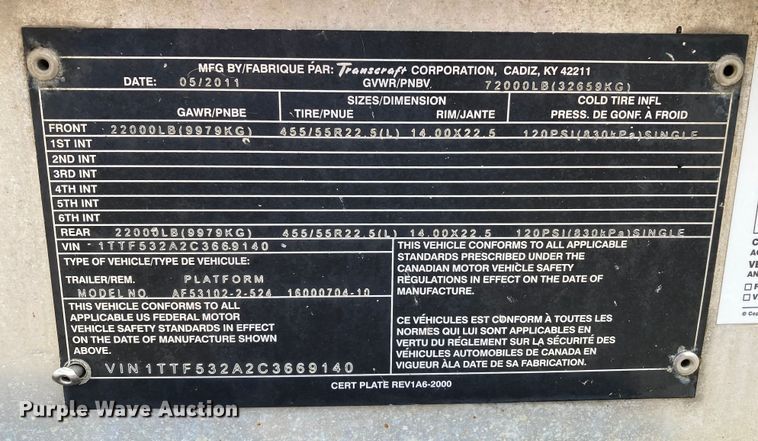 MFG BY/FABRIQUE PAR: Transcraft CORPORATION, CADIZ, KY 42211
DATE: 05/2011 GVWR/PNBV 72000LB(32659KG)
SIZES/DIMENSION COLD TIRE INFL
GAWR/PNBE TIRE/PNUE RIM/JANTE PRESS. DE GONF. À FROID
FRONT 22000LB(9979KG) 455/55R22.5(L) 14.00X22.5 120PSI(830kPa)SINGLE
1ST INT
2ND INT
3RD INT
4TH INT
5TH INT
6TH INT
REAR 22000LB(9979KG) 455/55R22.5(L) 14.00X22.5 120PSI(830kPa)SINGLE
VIN 1TTF532A2C3669140
TYPE OF VEHICLE/TYPE DE VÉHICULE:
TRAILER/REM. PLATFORM
MODEL NO. AF53102-2-524 16000704-10
THIS VEHICLE CONFORMS TO ALL
APPLICABLE US FEDERAL MOTOR
VEHICLE SAFETY STANDARDS IN EFFECT
ON THE DATE OF MANUFACTURE SHOWN
ABOVE.
VIN1TTF532A2C3669140
THIS VEHICLE CONFORMS TO ALL APPLICABLE
STANDARDS PRESCRIBED UNDER THE
CANADIAN MOTOR VEHICLE SAFETY
REGULATIONS IN EFFECT ON THE DATE OF
MANUFACTURE.
CE VÉHICULES EST CONFORM À TOUTES LES
NORMES QUI LUI SONT APPLICABLES EN
VERTU DU RÉGLEMENT SUR LA SÉCURITÉ DES
VÉHICULES AUTOMOBILES DE CANADA EN
VIGUEUR ÀLA DATE DE SA FABRICATION.
CERT PLATE REV1A6-2000
Purple Wave Auction